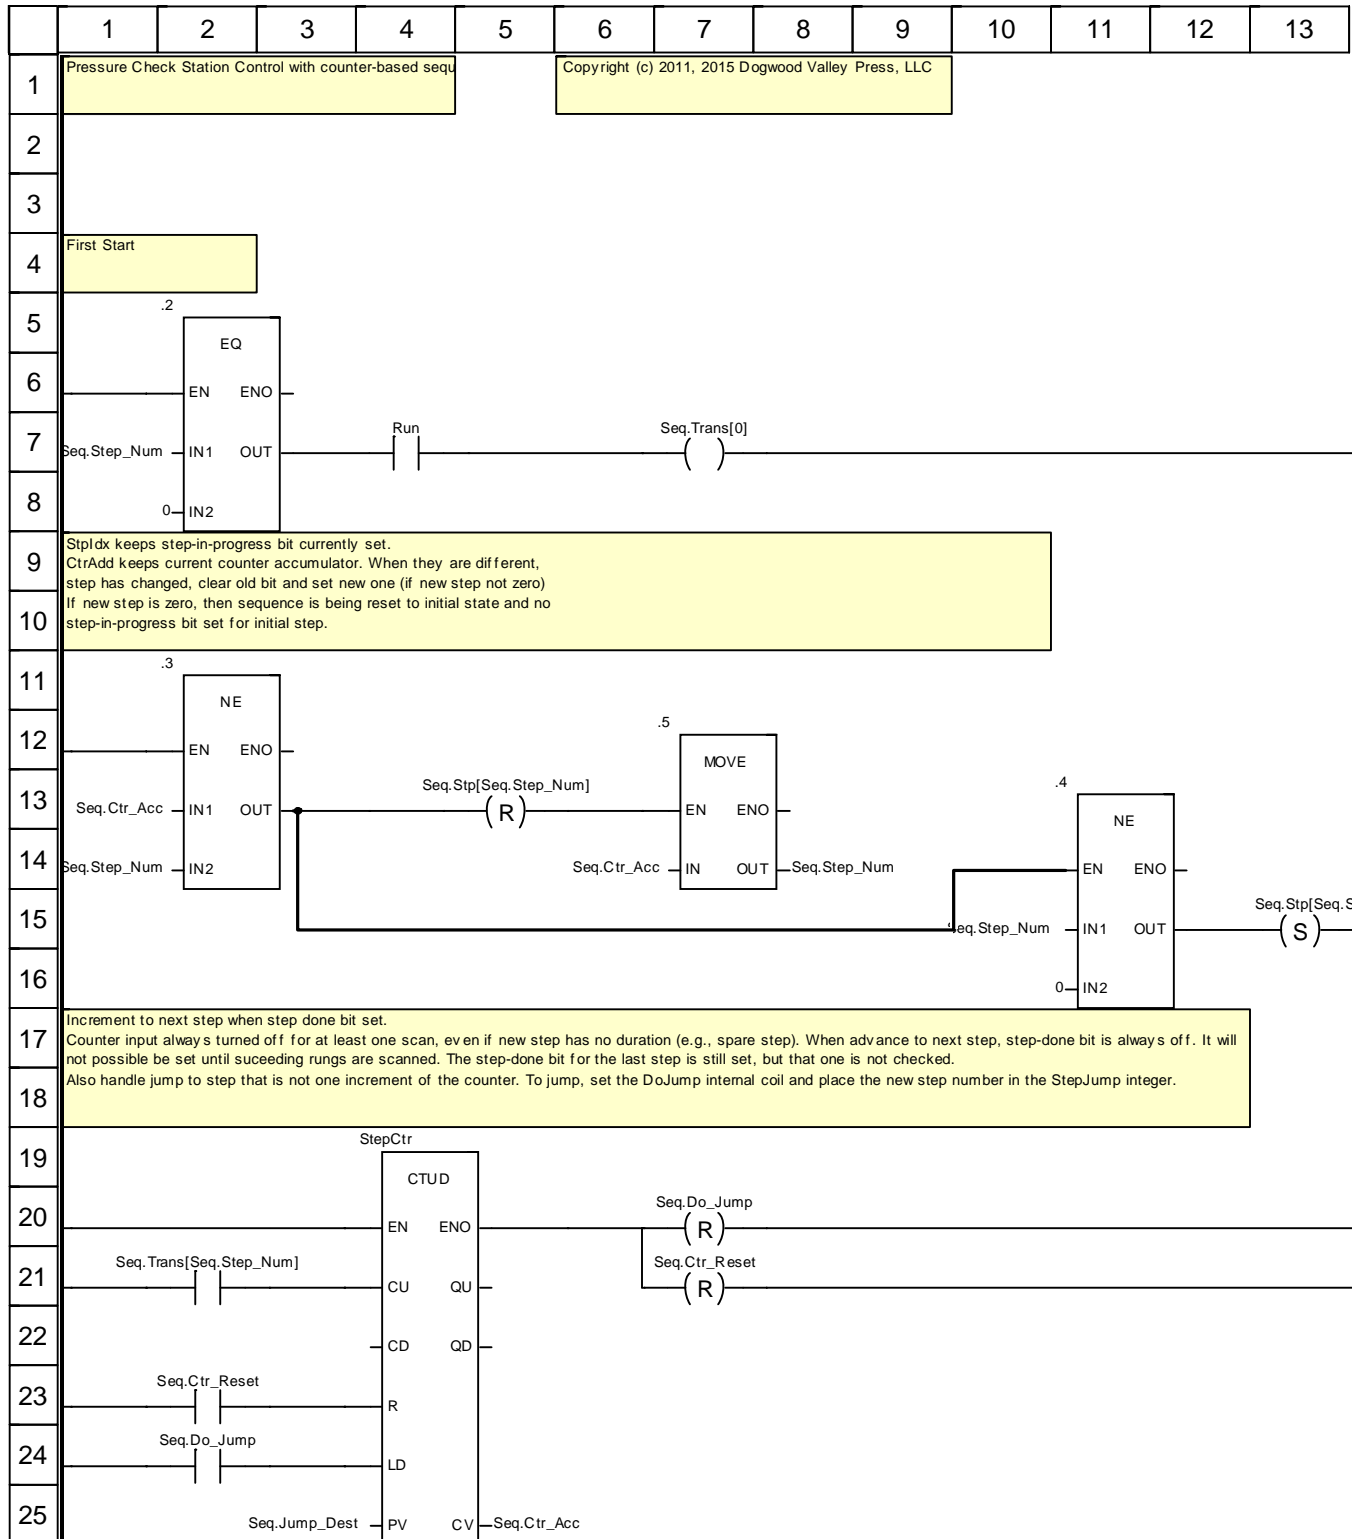 1 2 3 4 5 6 7 8 9 10 11 12 13
1
Pressure Check Station Control with counter-based sequ
Copyright (c) 2011, 2015 Dogwood Valley Press, LLC
2
3
4
First Start
5
.2
EQ
6
EN ENO
7
Seq.Step_Num IN1 OUT
Run
Seq.Trans[0]
8
0 IN2
9
StpIdx keeps step-in-progress bit currently set.
CtrAdd keeps current counter accumulator. When they are different,
step has changed, clear old bit and set new one (if new step not zero)
If new step is zero, then sequence is being reset to initial state and no
10
step-in-progress bit set for initial step.
11
.3
NE
12
EN ENO
.5
MOVE
13
Seq.Ctr_Acc IN1 OUT
Seq.Stp[Seq.Step_Num]
R
EN ENO
.4
NE
14
Seq.Step_Num IN2
Seq.Ctr_Acc IN OUT Seq.Step_Num
EN ENO
15
Seq.Step_Num IN1 OUT
Seq.Stp[Seq.S
S
16
0 IN2
17
Increment to next step when step done bit set.
Counter input always turned off for at least one scan, even if new step has no duration (e.g., spare step). When advance to next step, step-done bit is always off. It will
not possible be set until suceeding rungs are scanned. The step-done bit for the last step is still set, but that one is not checked.
Also handle jump to step that is not one increment of the counter. To jump, set the DoJump internal coil and place the new step number in the StepJump integer.
18
19
StepCtr
CTUD
20
EN ENO
Seq.Do_Jump
R
21
Seq.Trans[Seq.Step_Num]
CU QU
Seq.Ctr_Reset
R
22
CD QD
23
Seq.Ctr_Reset
R
24
Seq.Do_Jump
LD
25
Seq.Jump_Dest PV CV Seq.Ctr_Acc